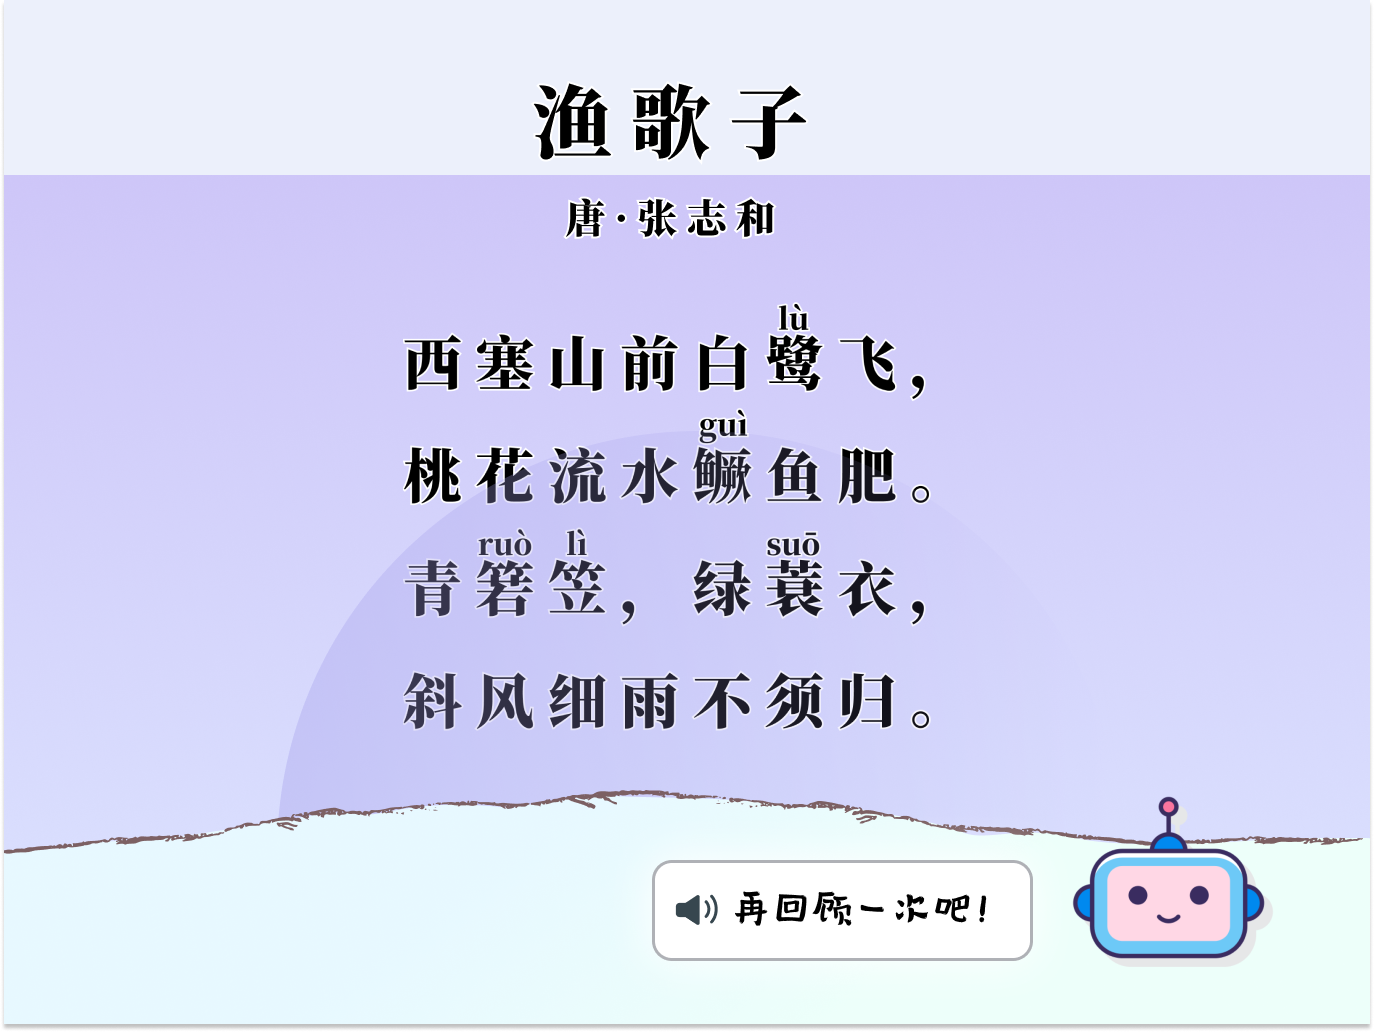 渔歌子
唐·张志和
lù
西塞山前白鹭飞，
guì
桃花流水鳜鱼肥。
ruò lì suō
青箬笠，绿蓑衣，
斜风细雨不须归。
再回顾一次吧！